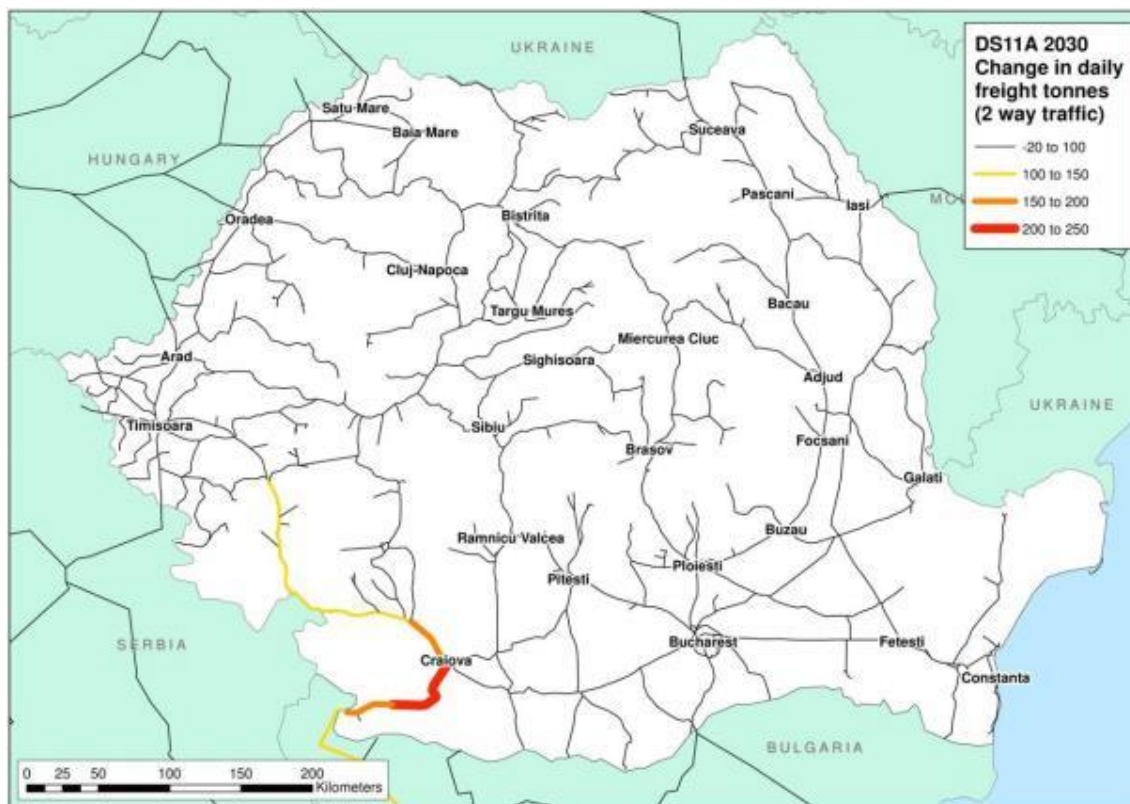 DS11A 2030
Change in daily
freight tonnes
(2 way traffic)
-20 to 100
100 to 150
150 to 200
200 to 250
UKRAINE
Satu Mare
Baia Mare
Suceava
HUNGARY
Pascani
Iasi
MOL
Oradea
Bistrita
Cluj-Napoca
Targu Mures
Bacau
Miercurea Ciuc
Arad
Sighisoara
Adjud
UKRAINE
Timisoara
Sibiu
Brasov
Focsani
Galati
Buzau
Ramnicu Valcea
Pitesti
Ploiesti
SERBIA
Bucharest
Fetesti
Craiova
Constanta
BULGARIA
0 25 50 100 150 200
Kilometers